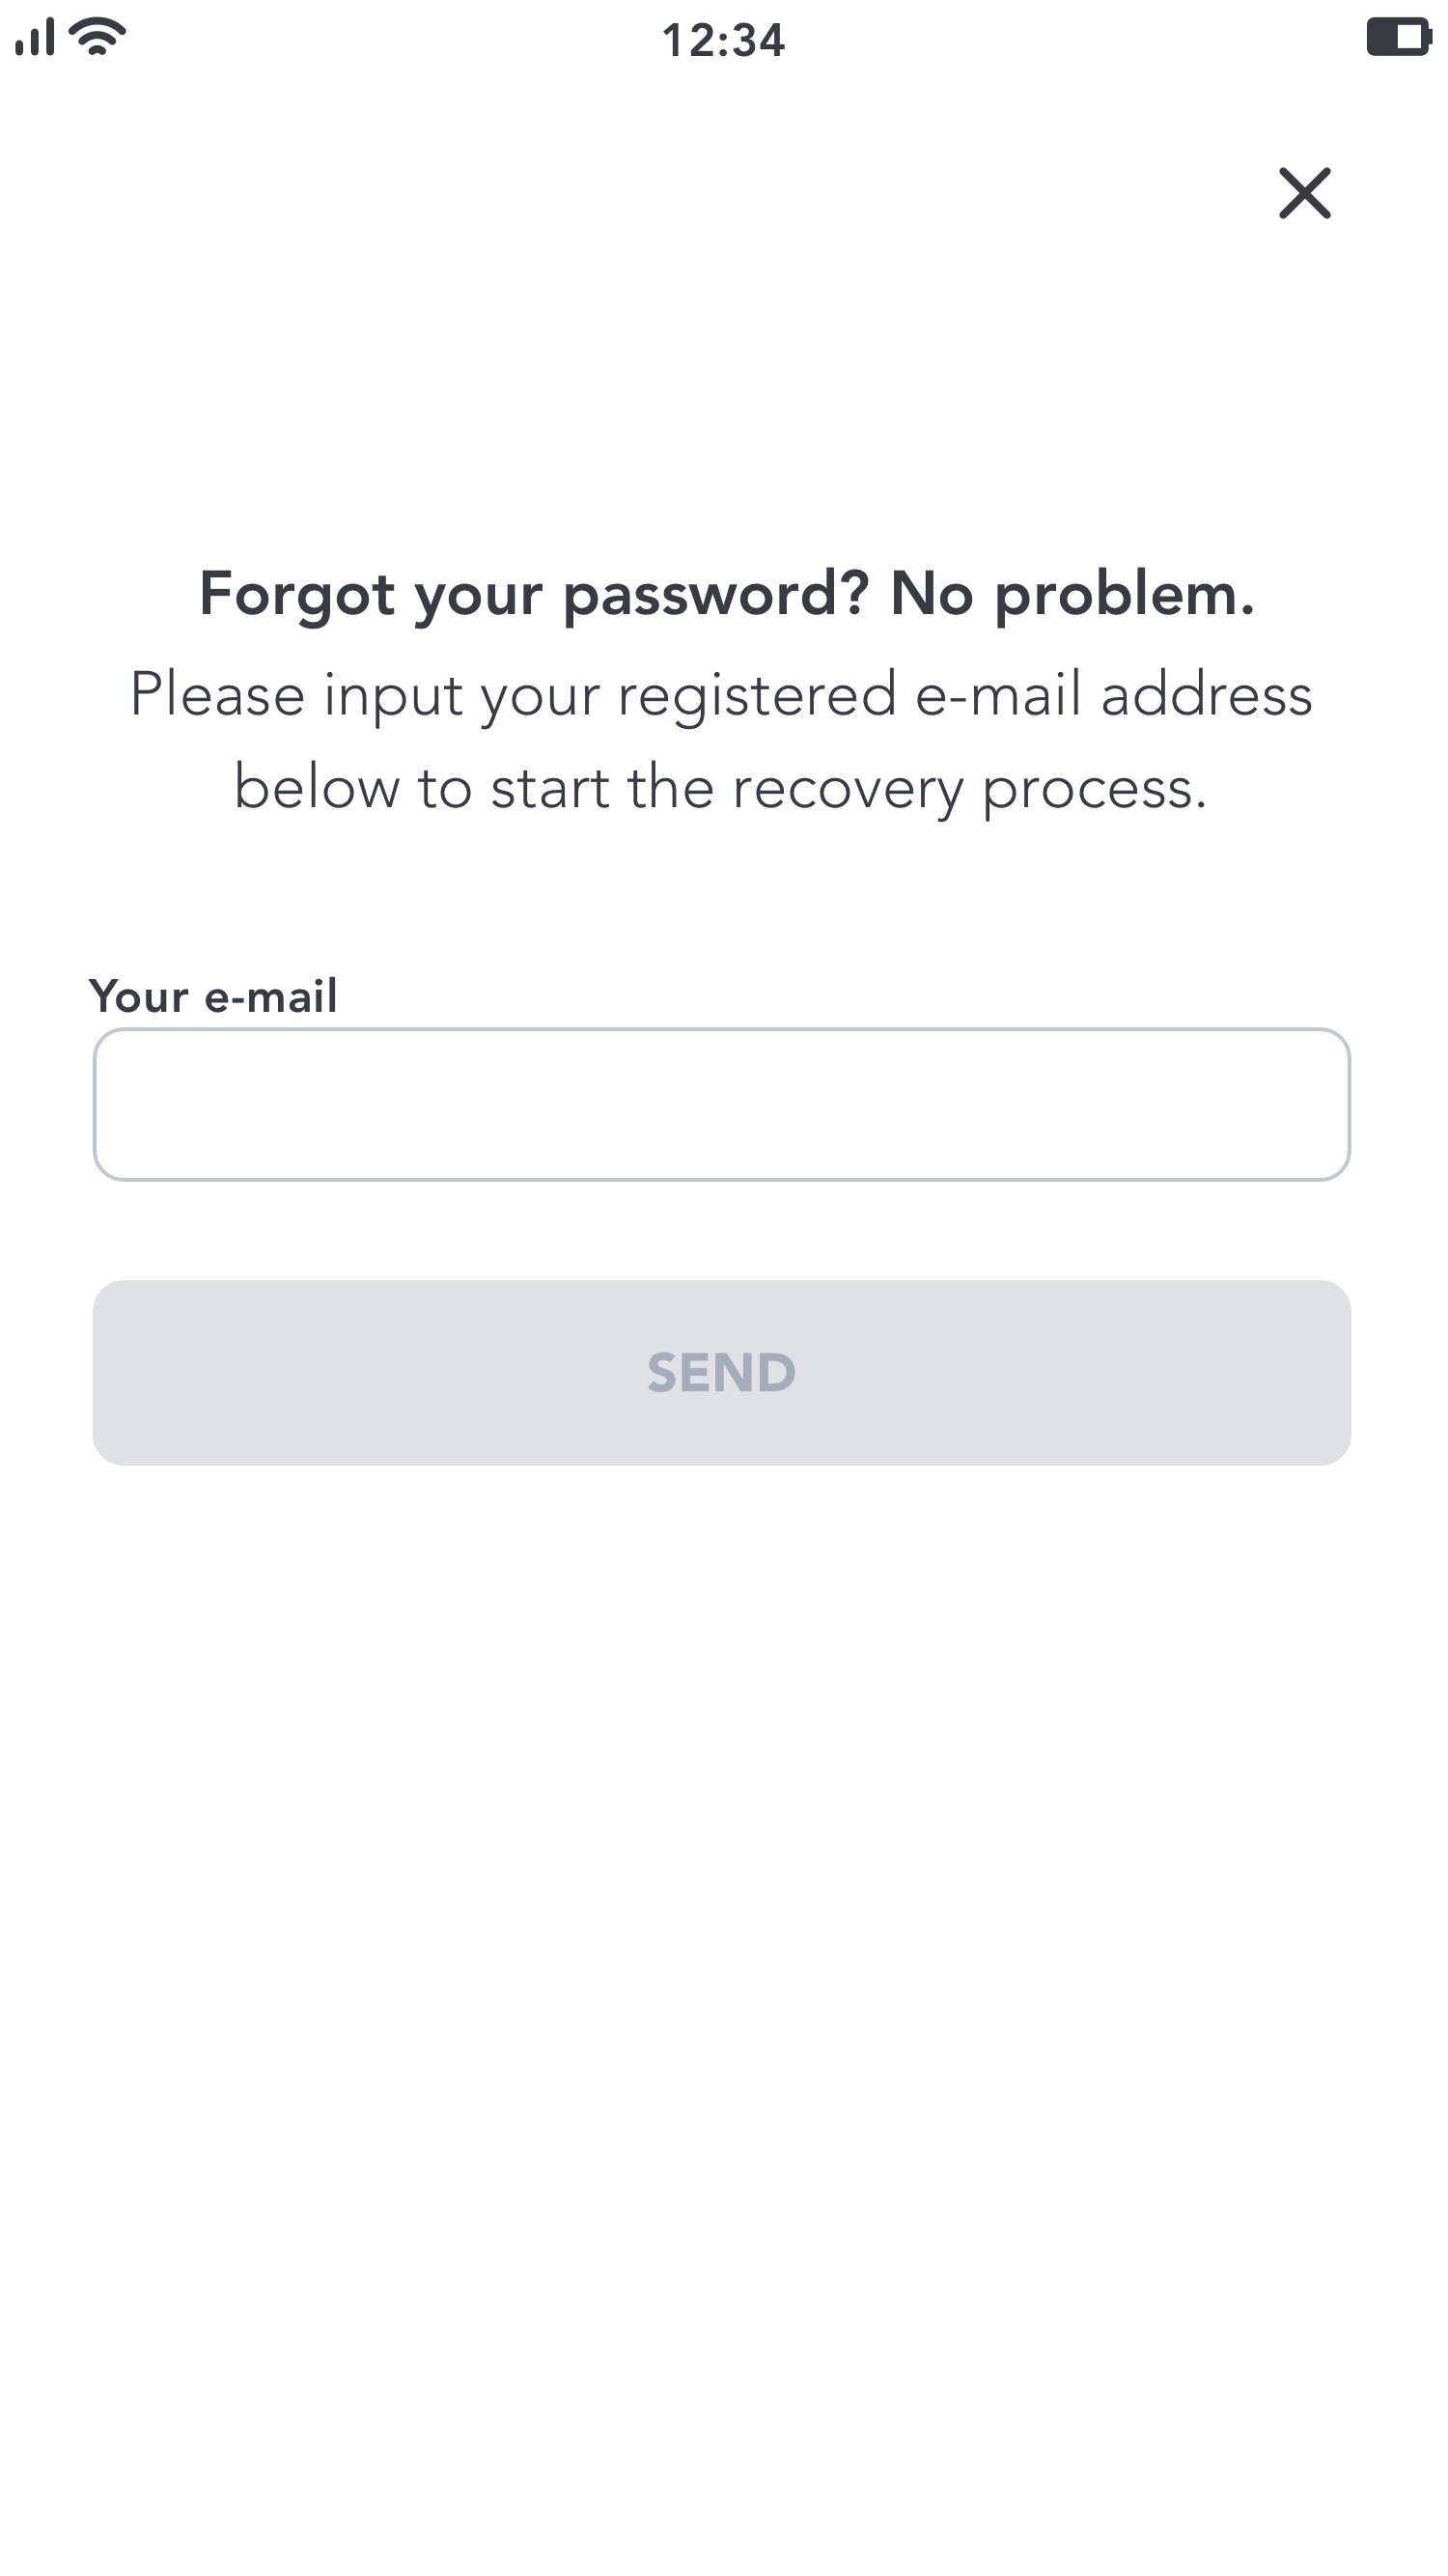 12:34
Forgot your password? No problem.
Please input your registered e-mail address
below to start the recovery process.
Your e-mail
SEND